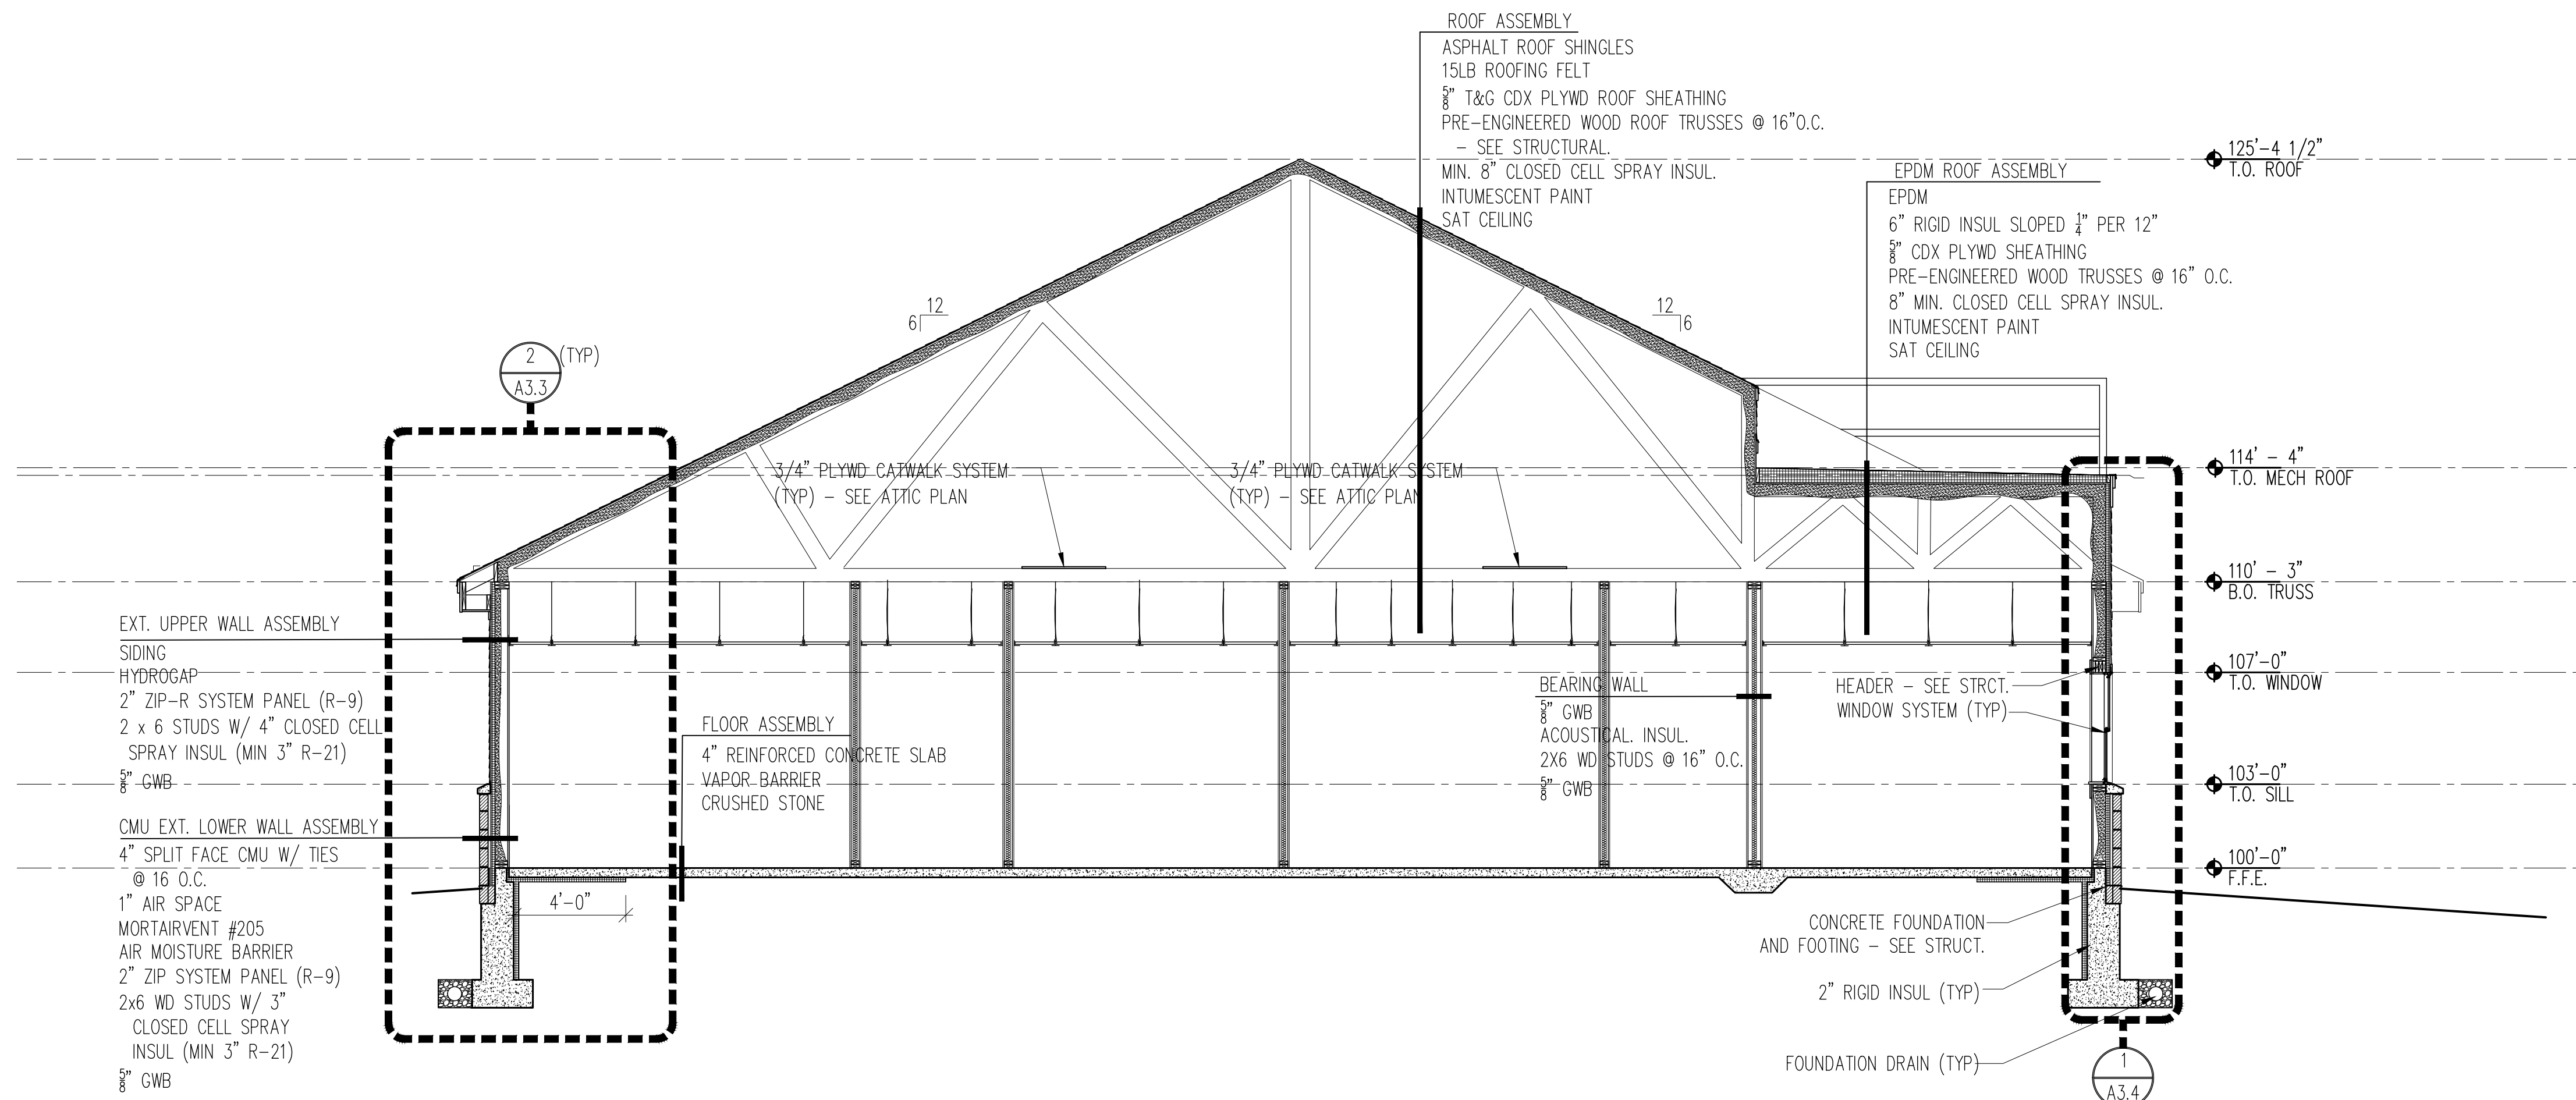 ROOF ASSEMBLY
ASPHALT ROOF SHINGLES
15LB ROOFING FELT
5/8" T&G CDX PLYWD ROOF SHEATHING
PRE-ENGINEERED WOOD ROOF TRUSSES @ 16"O.C.
- SEE STRUCTURAL.
MIN. 8" CLOSED CELL SPRAY INSUL.
INTUMESCENT PAINT
SAT CEILING
EPDM ROOF ASSEMBLY
EPDM
6" RIGID INSUL SLOPED 1/4" PER 12"
5/8" CDX PLYWD SHEATHING
PRE-ENGINEERED WOOD TRUSSES @ 16" O.C.
8" MIN. CLOSED CELL SPRAY INSUL.
INTUMESCENT PAINT
SAT CEILING
125'-4 1/2"
T.O. ROOF
12
6
12
6
2 (TYP)
A3.3
3/4" PLYWD CATWALK SYSTEM
(TYP) - SEE ATTIC PLAN
3/4" PLYWD CATWALK SYSTEM
(TYP) - SEE ATTIC PLAN
114' - 4"
T.O. MECH ROOF
110' - 3"
B.O. TRUSS
107'-0"
T.O. WINDOW
103'-0"
T.O. SILL
100'-0"
F.F.E.
EXT. UPPER WALL ASSEMBLY
SIDING
HYDROGAP
2" ZIP-R SYSTEM PANEL (R-9)
2 x 6 STUDS W/ 4" CLOSED CELL
SPRAY INSUL (MIN 3" R-21)
5/8" GWB
CMU EXT. LOWER WALL ASSEMBLY
4" SPLIT FACE CMU W/ TIES
@ 16 O.C.
1" AIR SPACE
MORTAIRVENT #205
AIR MOISTURE BARRIER
2" ZIP SYSTEM PANEL (R-9)
2x6 WD STUDS W/ 3"
CLOSED CELL SPRAY
INSUL (MIN 3" R-21)
5/8" GWB
FLOOR ASSEMBLY
4" REINFORCED CONCRETE SLAB
VAPOR BARRIER
CRUSHED STONE
4'-0"
BEARING WALL
5/8" GWB
ACOUSTICAL. INSUL.
2X6 WD STUDS @ 16" O.C.
5/8" GWB
HEADER - SEE STRCT.
WINDOW SYSTEM (TYP)
CONCRETE FOUNDATION
AND FOOTING - SEE STRUCT.
2" RIGID INSUL (TYP)
FOUNDATION DRAIN (TYP)
1
A3.4